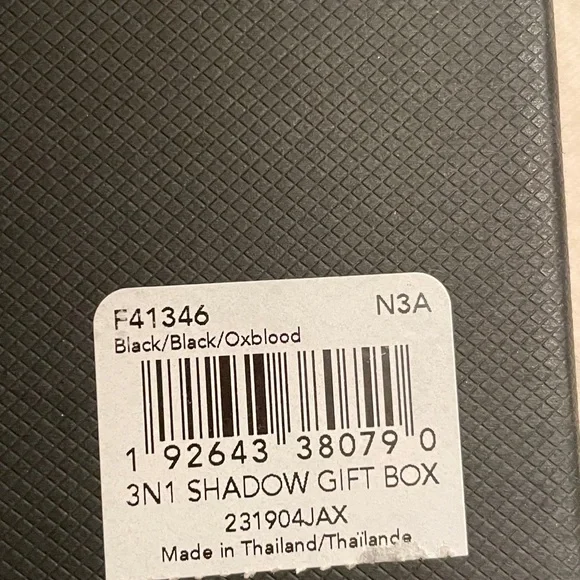 F41346 N3A
Black/Black/Oxblood
1 92643 38079 0
3N1 SHADOW GIFT BOX
231904JAX
Made in Thailand/Thaïlande